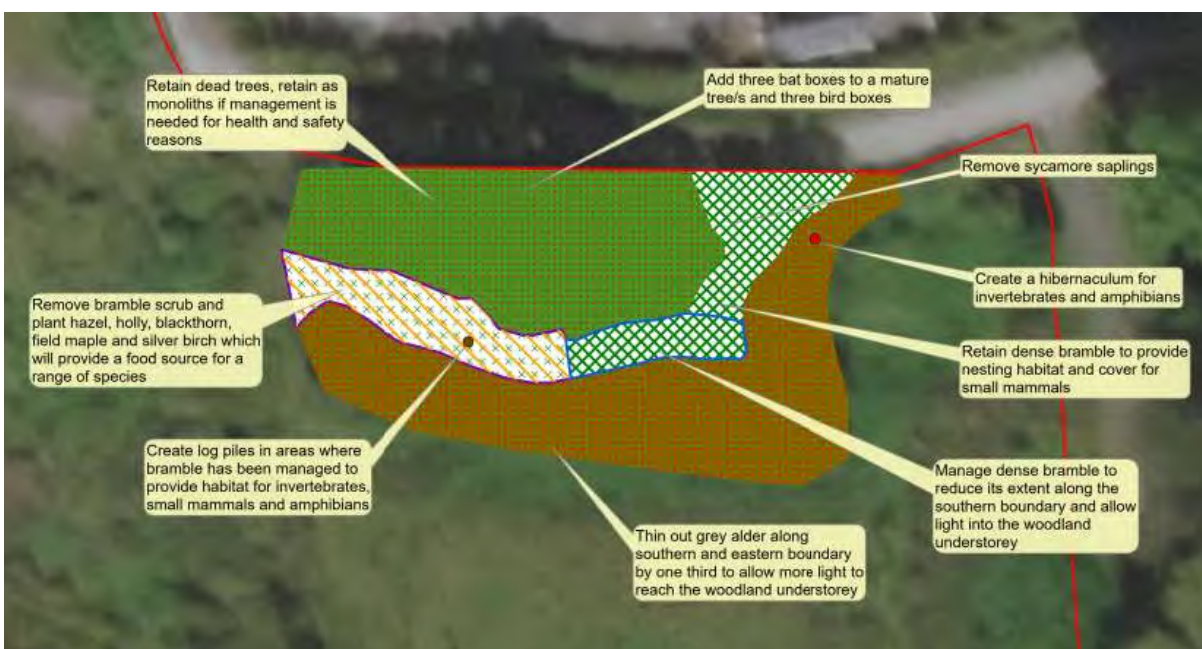 Retain dead trees, retain as
monoliths if management is
needed for health and safety
reasons
Add three bat boxes to a mature
tree/s and three bird boxes
Remove sycamore saplings
Create a hibernaculum for
invertebrates and amphibians
Remove bramble scrub and
plant hazel, holly, blackthorn,
field maple and silver birch which
will provide a food source for a
range of species
Retain dense bramble to provide
nesting habitat and cover for
small mammals
Create log piles in areas where
bramble has been managed to
provide habitat for invertebrates,
small mammals and amphibians
Manage dense bramble to
reduce its extent along the
southern boundary and allow
light into the woodland
understorey
Thin out grey alder along
southern and eastern boundary
by one third to allow more light to
reach the woodland understorey